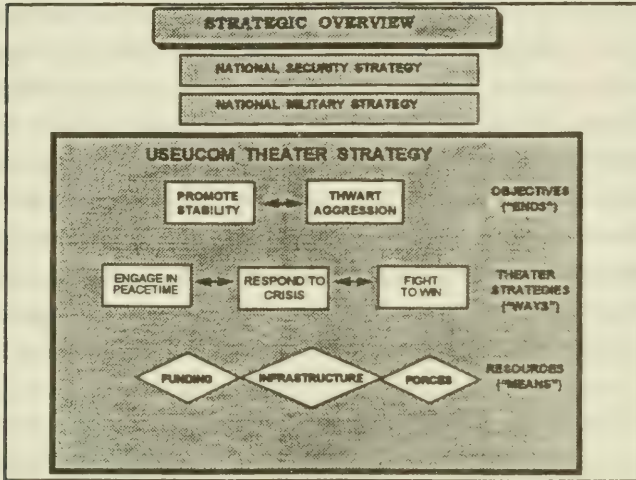 STRATEGIC OVERVIEW
NATIONAL SECURITY STRATEGY
NATIONAL MILITARY STRATEGY
USEUCOM THEATER STRATEGY
PROMOTE
STABILITY
THWART
AGGRESSION
OBJECTIVES
("ENDS")
ENGAGE IN
PEACETIME
RESPOND TO
CRISIS
FIGHT
TO WIN
THEATER
STRATEGIES
("WAYS")
FUNDING
INFRASTRUCTURE
FORCES
RESOURCES
("MEANS")